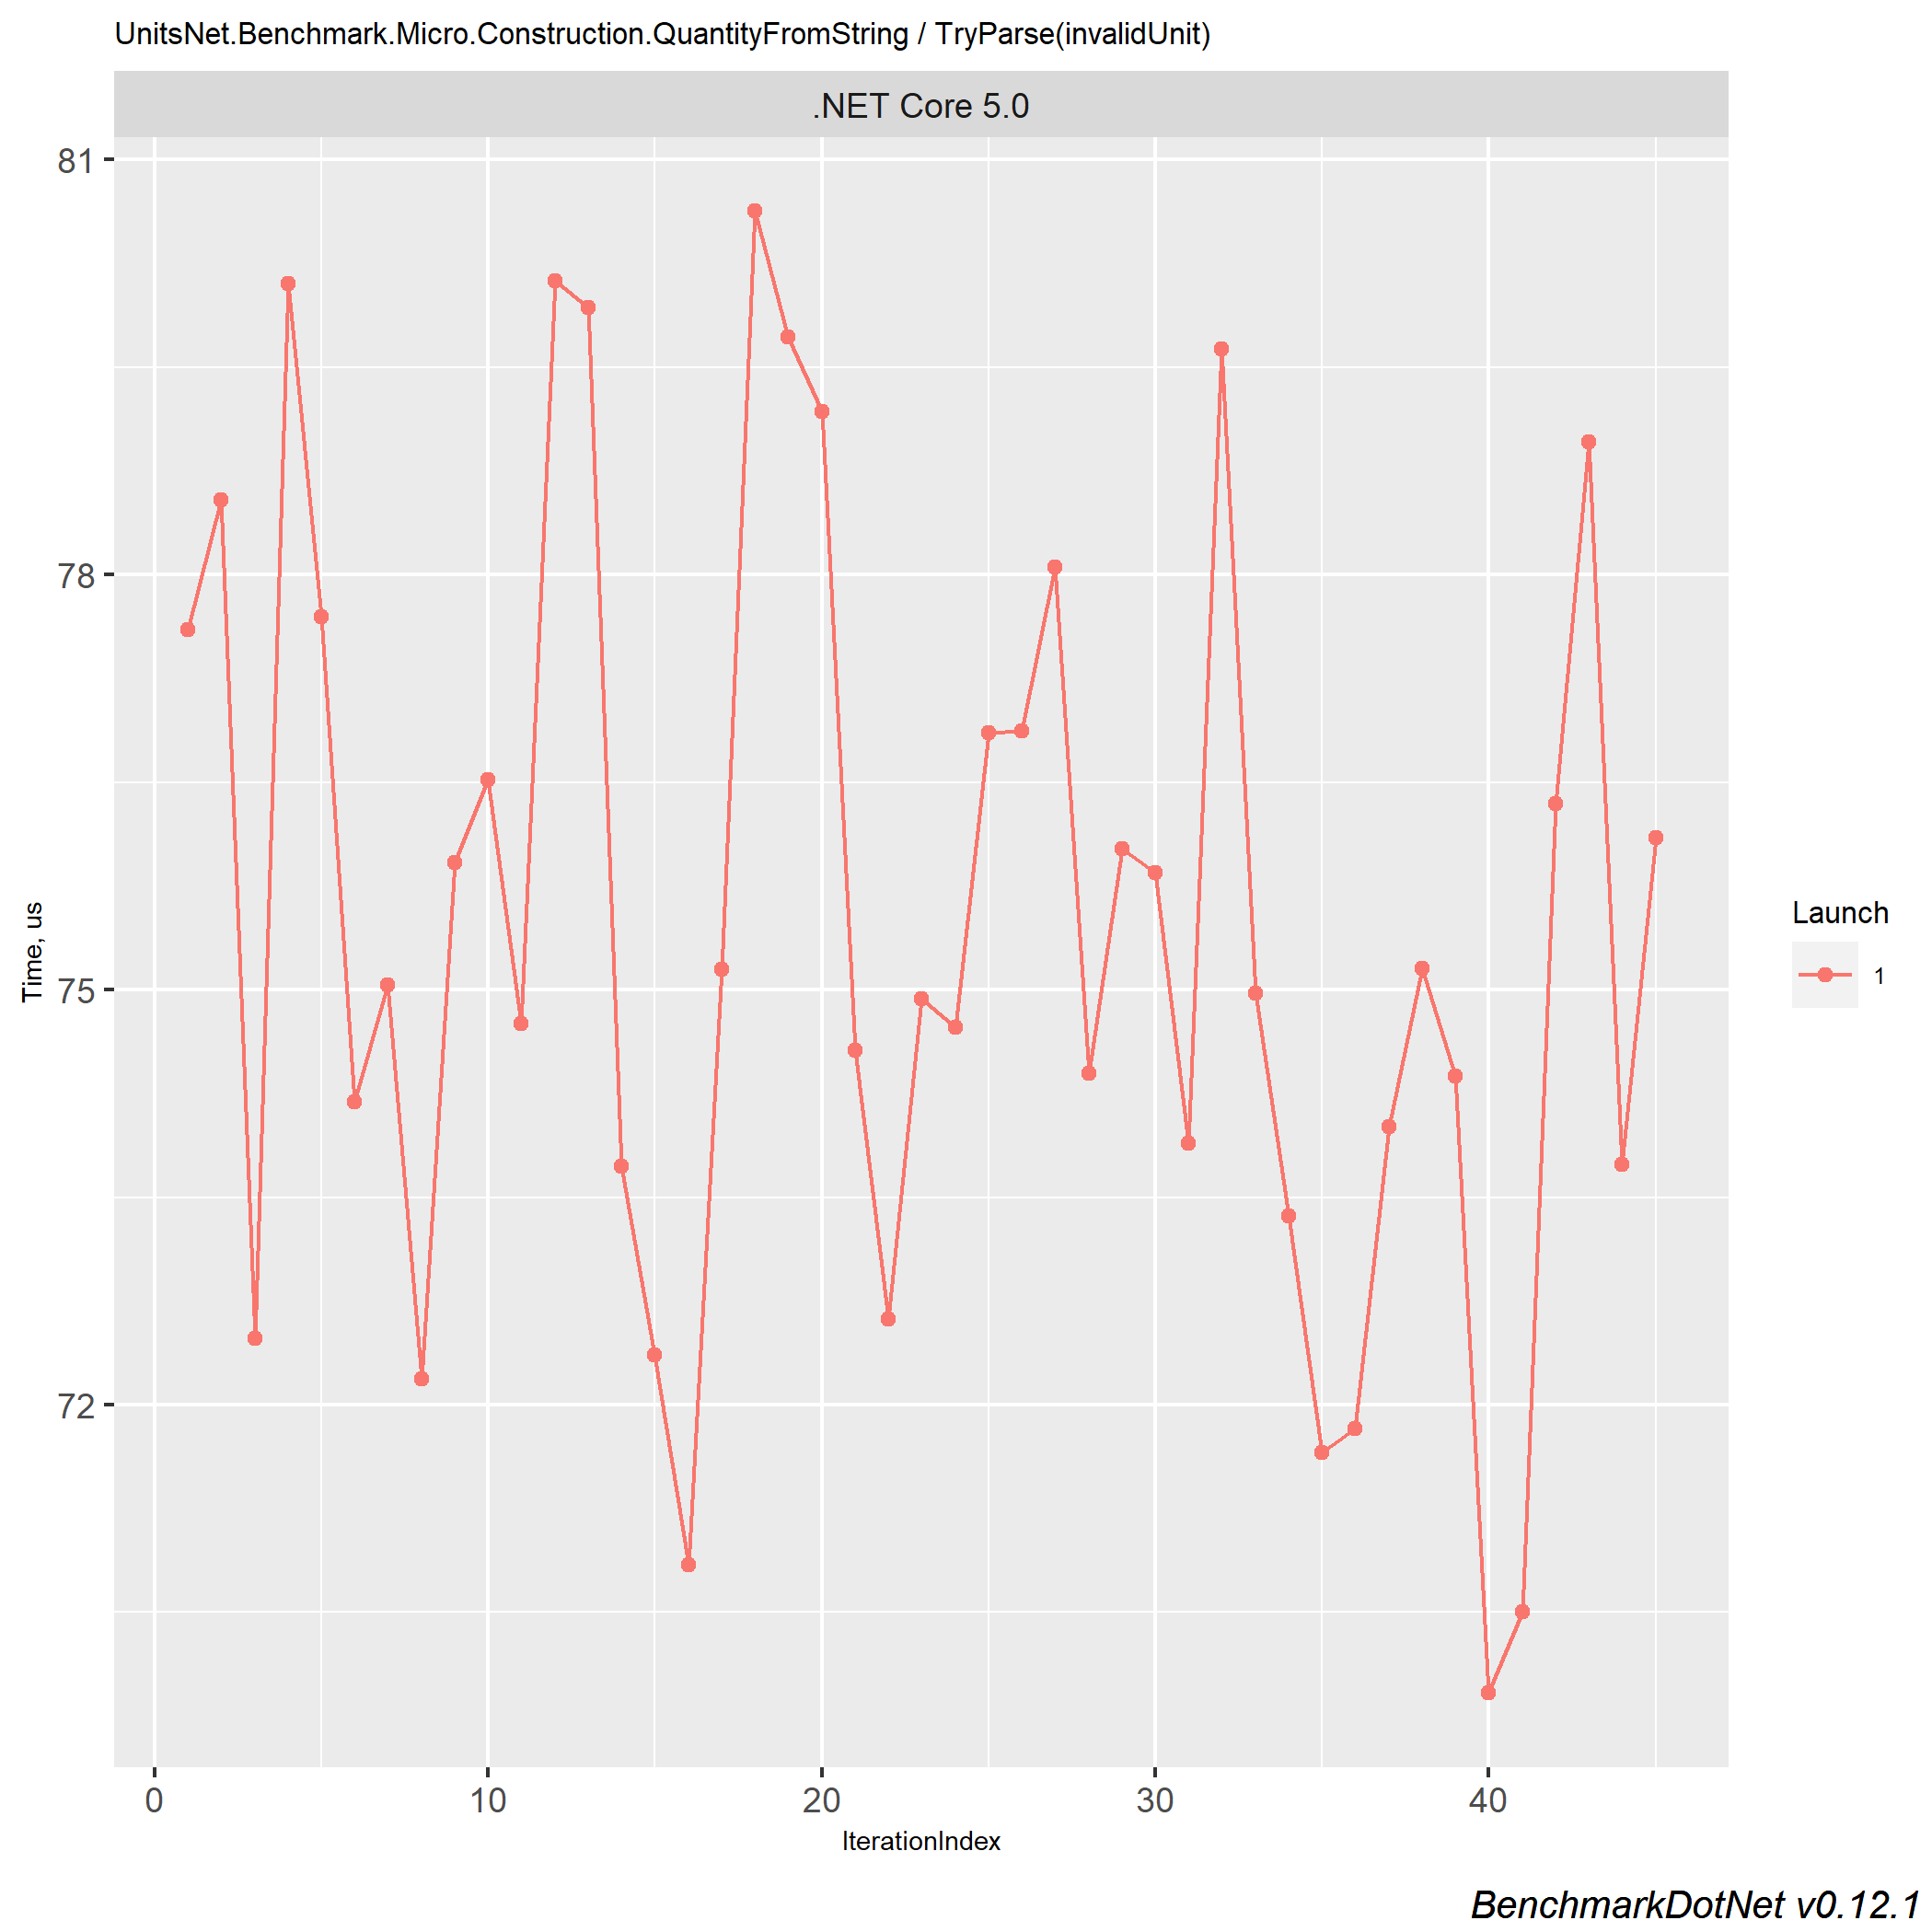 UnitsNet.Benchmark.Micro.Construction.QuantityFromString / TryParse(invalidUnit)
.NET Core 5.0
81
78
75
72
Time, us
0 10 20 30 40
IterationIndex
Launch
1
BenchmarkDotNet v0.12.1